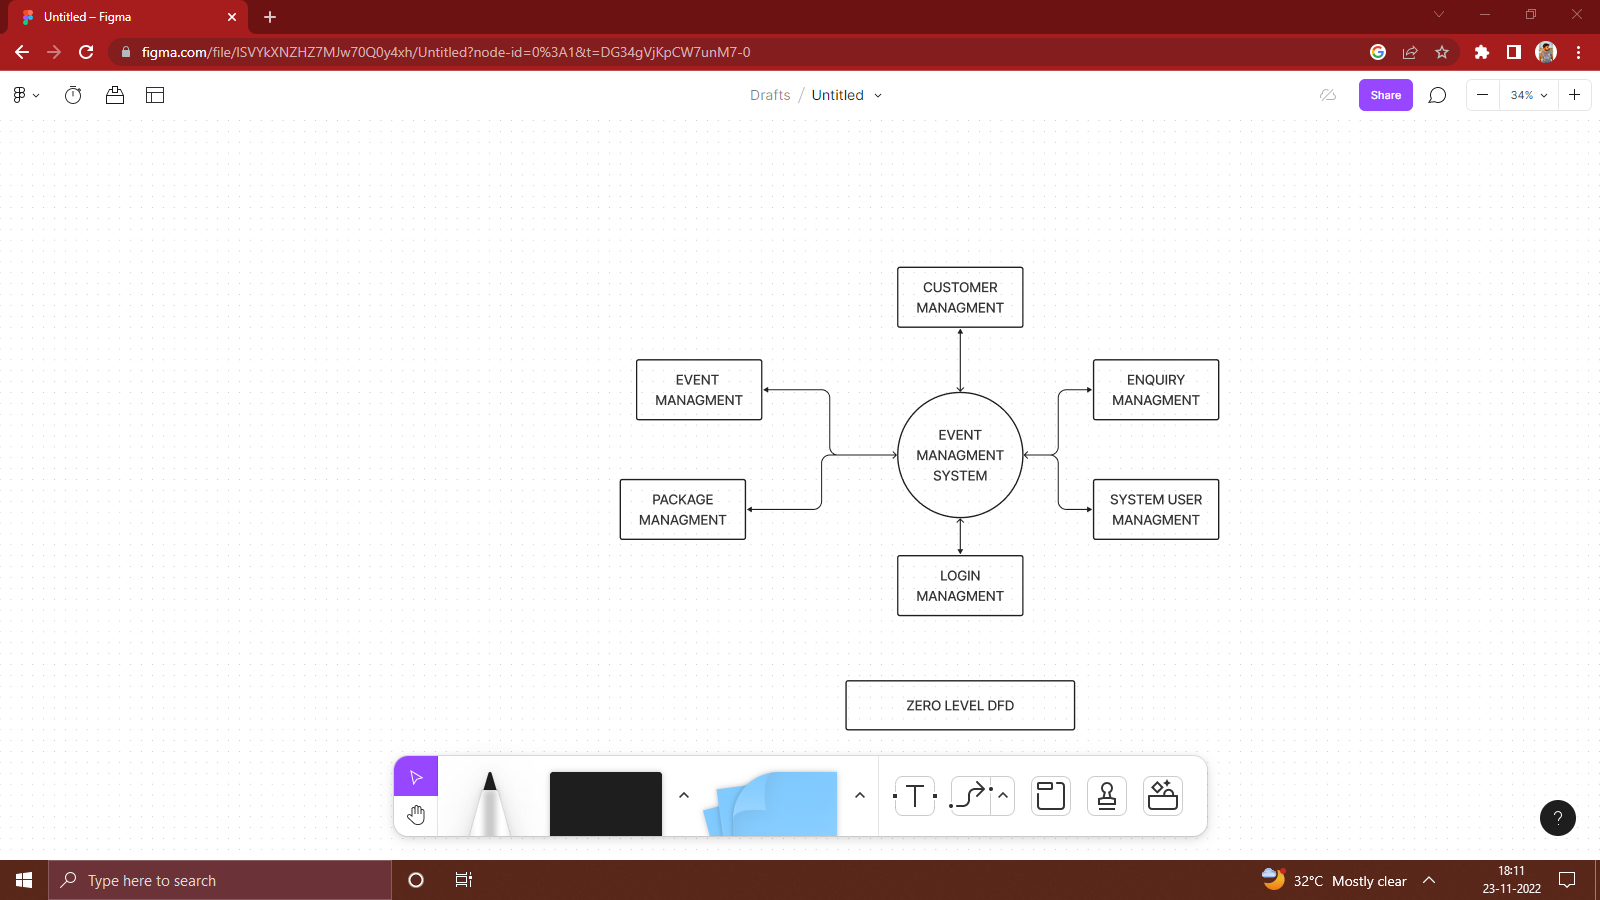 Untitled – Figma
figma.com/file/lSVYkXNZHZ7MJw70Q0y4xh/Untitled?node-id=0%3A1&t=DG34gVjKpCW7unM7-0
Drafts / Untitled
Share
34%
CUSTOMER
MANAGMENT
EVENT
MANAGMENT
ENQUIRY
MANAGMENT
EVENT
MANAGMENT
SYSTEM
PACKAGE
MANAGMENT
SYSTEM USER
MANAGMENT
LOGIN
MANAGMENT
ZERO LEVEL DFD
T
?
Type here to search
32°C Mostly clear
18:11
23-11-2022